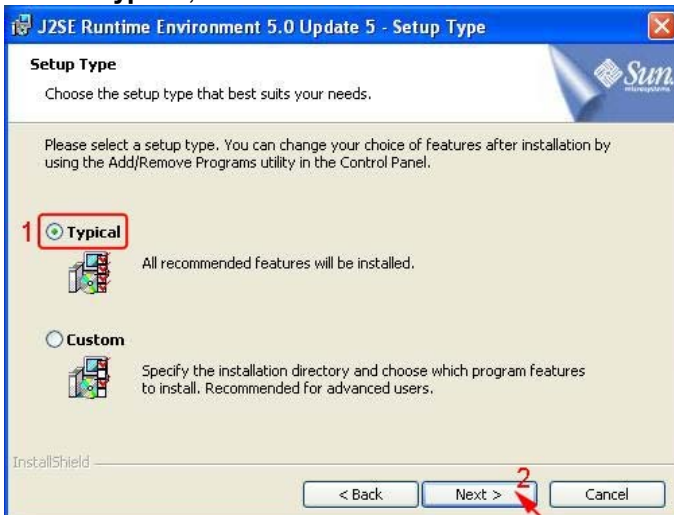 J2SE Runtime Environment 5.0 Update 5 - Setup Type
Setup Type
Choose the setup type that best suits your needs.
Sun
microsystems
Please select a setup type. You can change your choice of features after installation by
using the Add/Remove Programs utility in the Control Panel.
1
Typical
All recommended features will be installed.
Custom
Specify the installation directory and choose which program features
to install. Recommended for advanced users.
InstallShield
< Back
Next >
2
Cancel